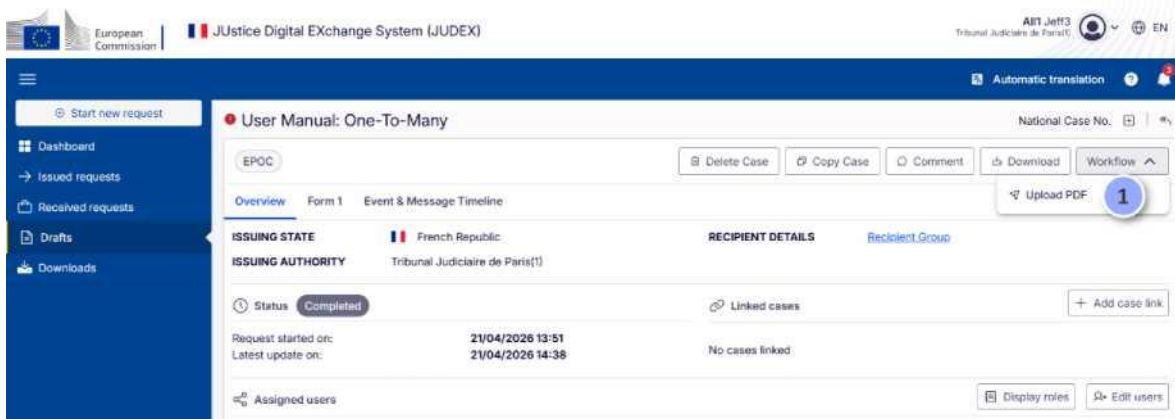 European
Commission
JUstice Digital EXchange System (JUDEX)
Tribunal Judiciaire de Paris(1)
EN
Automatic translation
3
Start new request
Dashboard
Issued requests
Received requests
Drafts
Downloads
User Manual: One-To-Many
National Case No.
EPOC
Delete Case
Copy Case
Comment
Download
Workflow
Upload PDF
1
Overview Form 1 Event & Message Timeline
ISSUING STATE French Republic RECIPIENT DETAILS Recipient Group
ISSUING AUTHORITY Tribunal Judiciaire de Paris(1)
Status Completed Linked cases + Add case link
Request started on: 21/04/2026 13:51
Latest update on: 21/04/2026 14:38 No cases linked
Assigned users Display roles Edit users